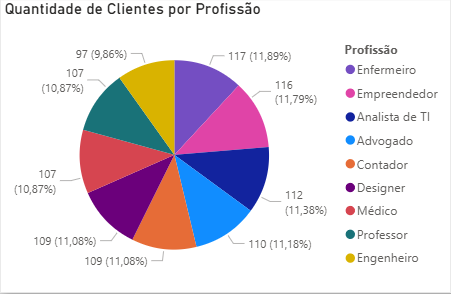 Quantidade de Clientes por Profissão
97 (9,86%)
117 (11,89%)
107
(10,87%)
116
(11,79%)
107
(10,87%)
112
(11,38%)
109 (11,08%)
110 (11,18%)
109 (11,08%)
Profissão
Enfermeiro
Empreendedor
Analista de TI
Advogado
Contador
Designer
Médico
Professor
Engenheiro